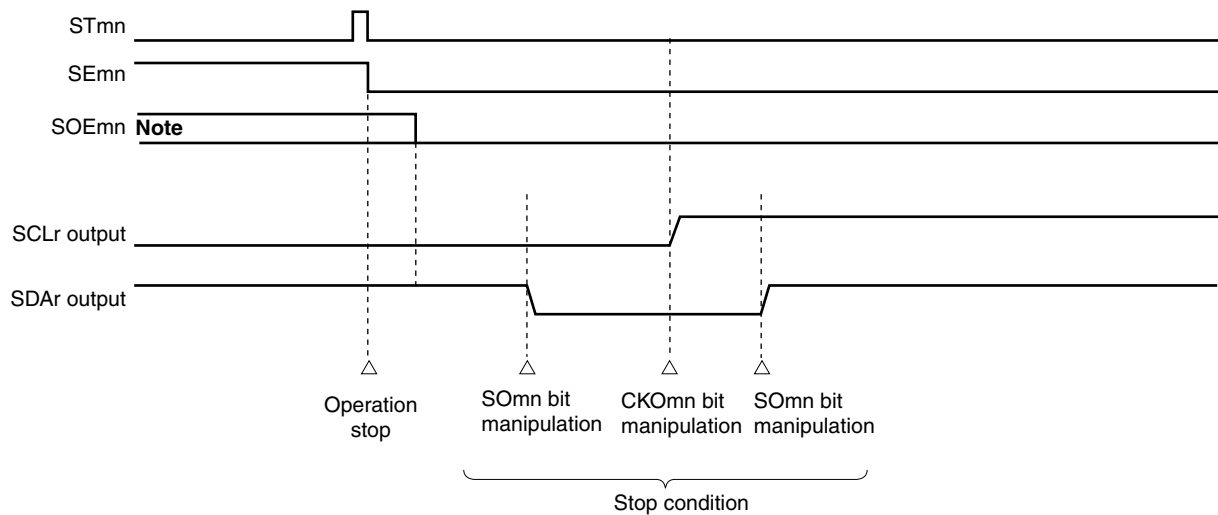 STmn
SEmn
SOEmn Note
SCLr output
SDAr output
Operation
stop
SOmn bit
manipulation
CKOmn bit
manipulation
SOmn bit
manipulation
Stop condition